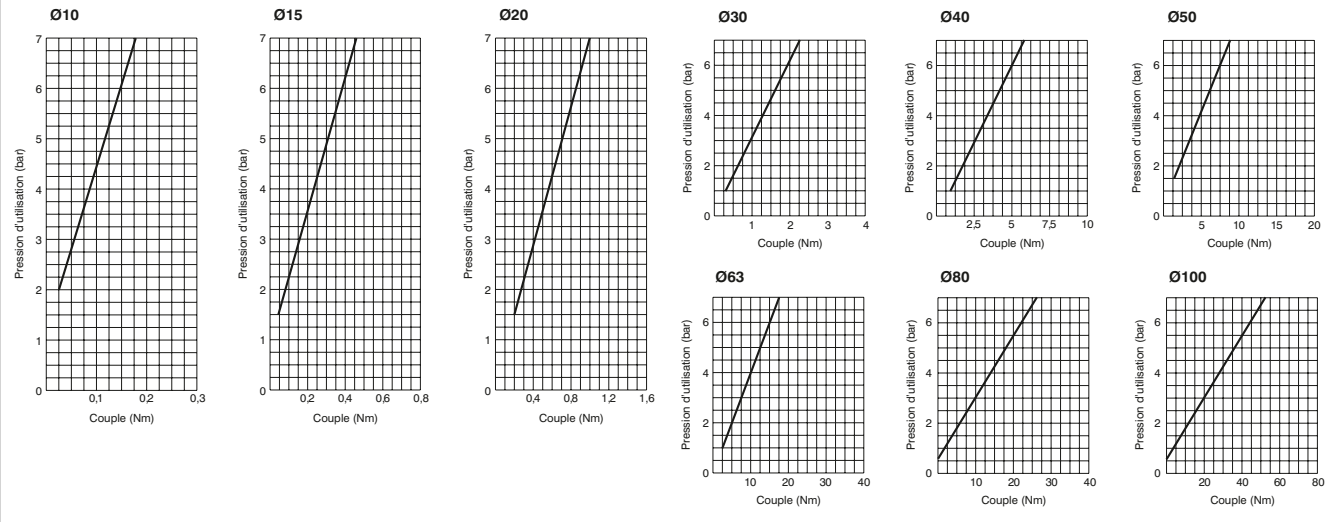 Ø10
Pression d'utilisation (bar)
7
6
5
4
3
2
1
0
0,1 0,2 0,3
Couple (Nm)
Ø15
Pression d'utilisation (bar)
7
6
5
4
3
2
1
0
0,2 0,4 0,6 0,8
Couple (Nm)
Ø20
Pression d'utilisation (bar)
7
6
5
4
3
2
1
0
0,4 0,8 1,2 1,6
Couple (Nm)
Ø30
Pression d'utilisation (bar)
6
4
2
0
1 2 3 4
Couple (Nm)
Ø40
Pression d'utilisation (bar)
6
4
2
0
2,5 5 7,5 10
Couple (Nm)
Ø50
Pression d'utilisation (bar)
6
4
2
0
5 10 15 20
Couple (Nm)
Ø63
Pression d'utilisation (bar)
6
4
2
0
10 20 30 40
Couple (Nm)
Ø80
Pression d'utilisation (bar)
6
4
2
0
10 20 30 40
Couple (Nm)
Ø100
Pression d'utilisation (bar)
6
4
2
0
20 40 60 80
Couple (Nm)